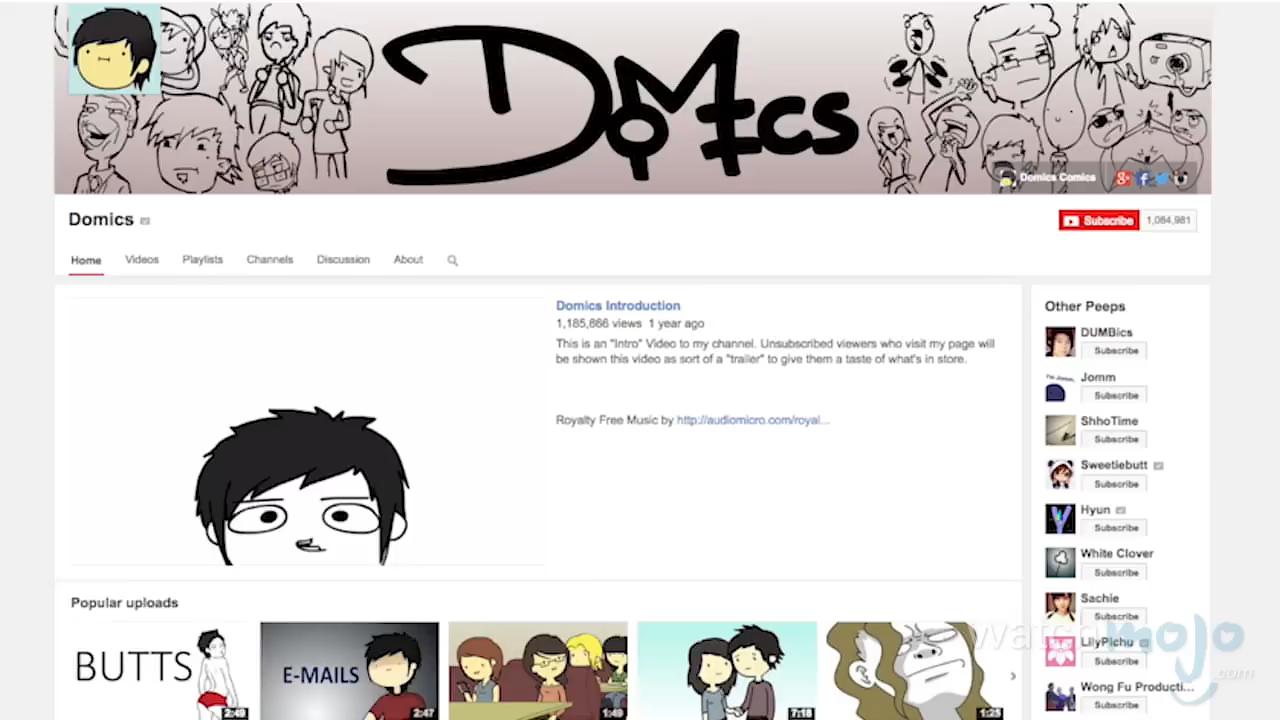 DoMics
Domics Comics
Domics
Subscribe 1,084,981
Home Videos Playlists Channels Discussion About
Domics Introduction
1,185,866 views 1 year ago
This is an "Intro" Video to my channel. Unsubscribed viewers who visit my page will
be shown this video as sort of a "trailer" to give them a taste of what's in store.
Royalty Free Music by http://audiomicro.com/royal...
Other Peeps
DUMBics
Subscribe
I'm Jomm.
Jomm
Subscribe
ShhoTime
Subscribe
Sweetiebutt
Subscribe
Hyun
Subscribe
White Clover
Subscribe
Sachie
Subscribe
LilyPichu
Subscribe
Wong Fu Producti...
Subscribe
Popular uploads
BUTTS
2:49
E-MAILS
2:47
1:49
7:18
1:25
watchmojo
.com